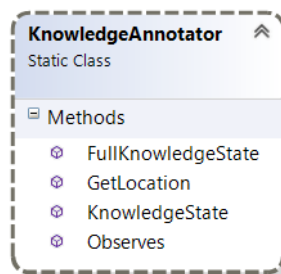 KnowledgeAnnotator
Static Class
Methods
FullKnowledgeState
GetLocation
KnowledgeState
Observes